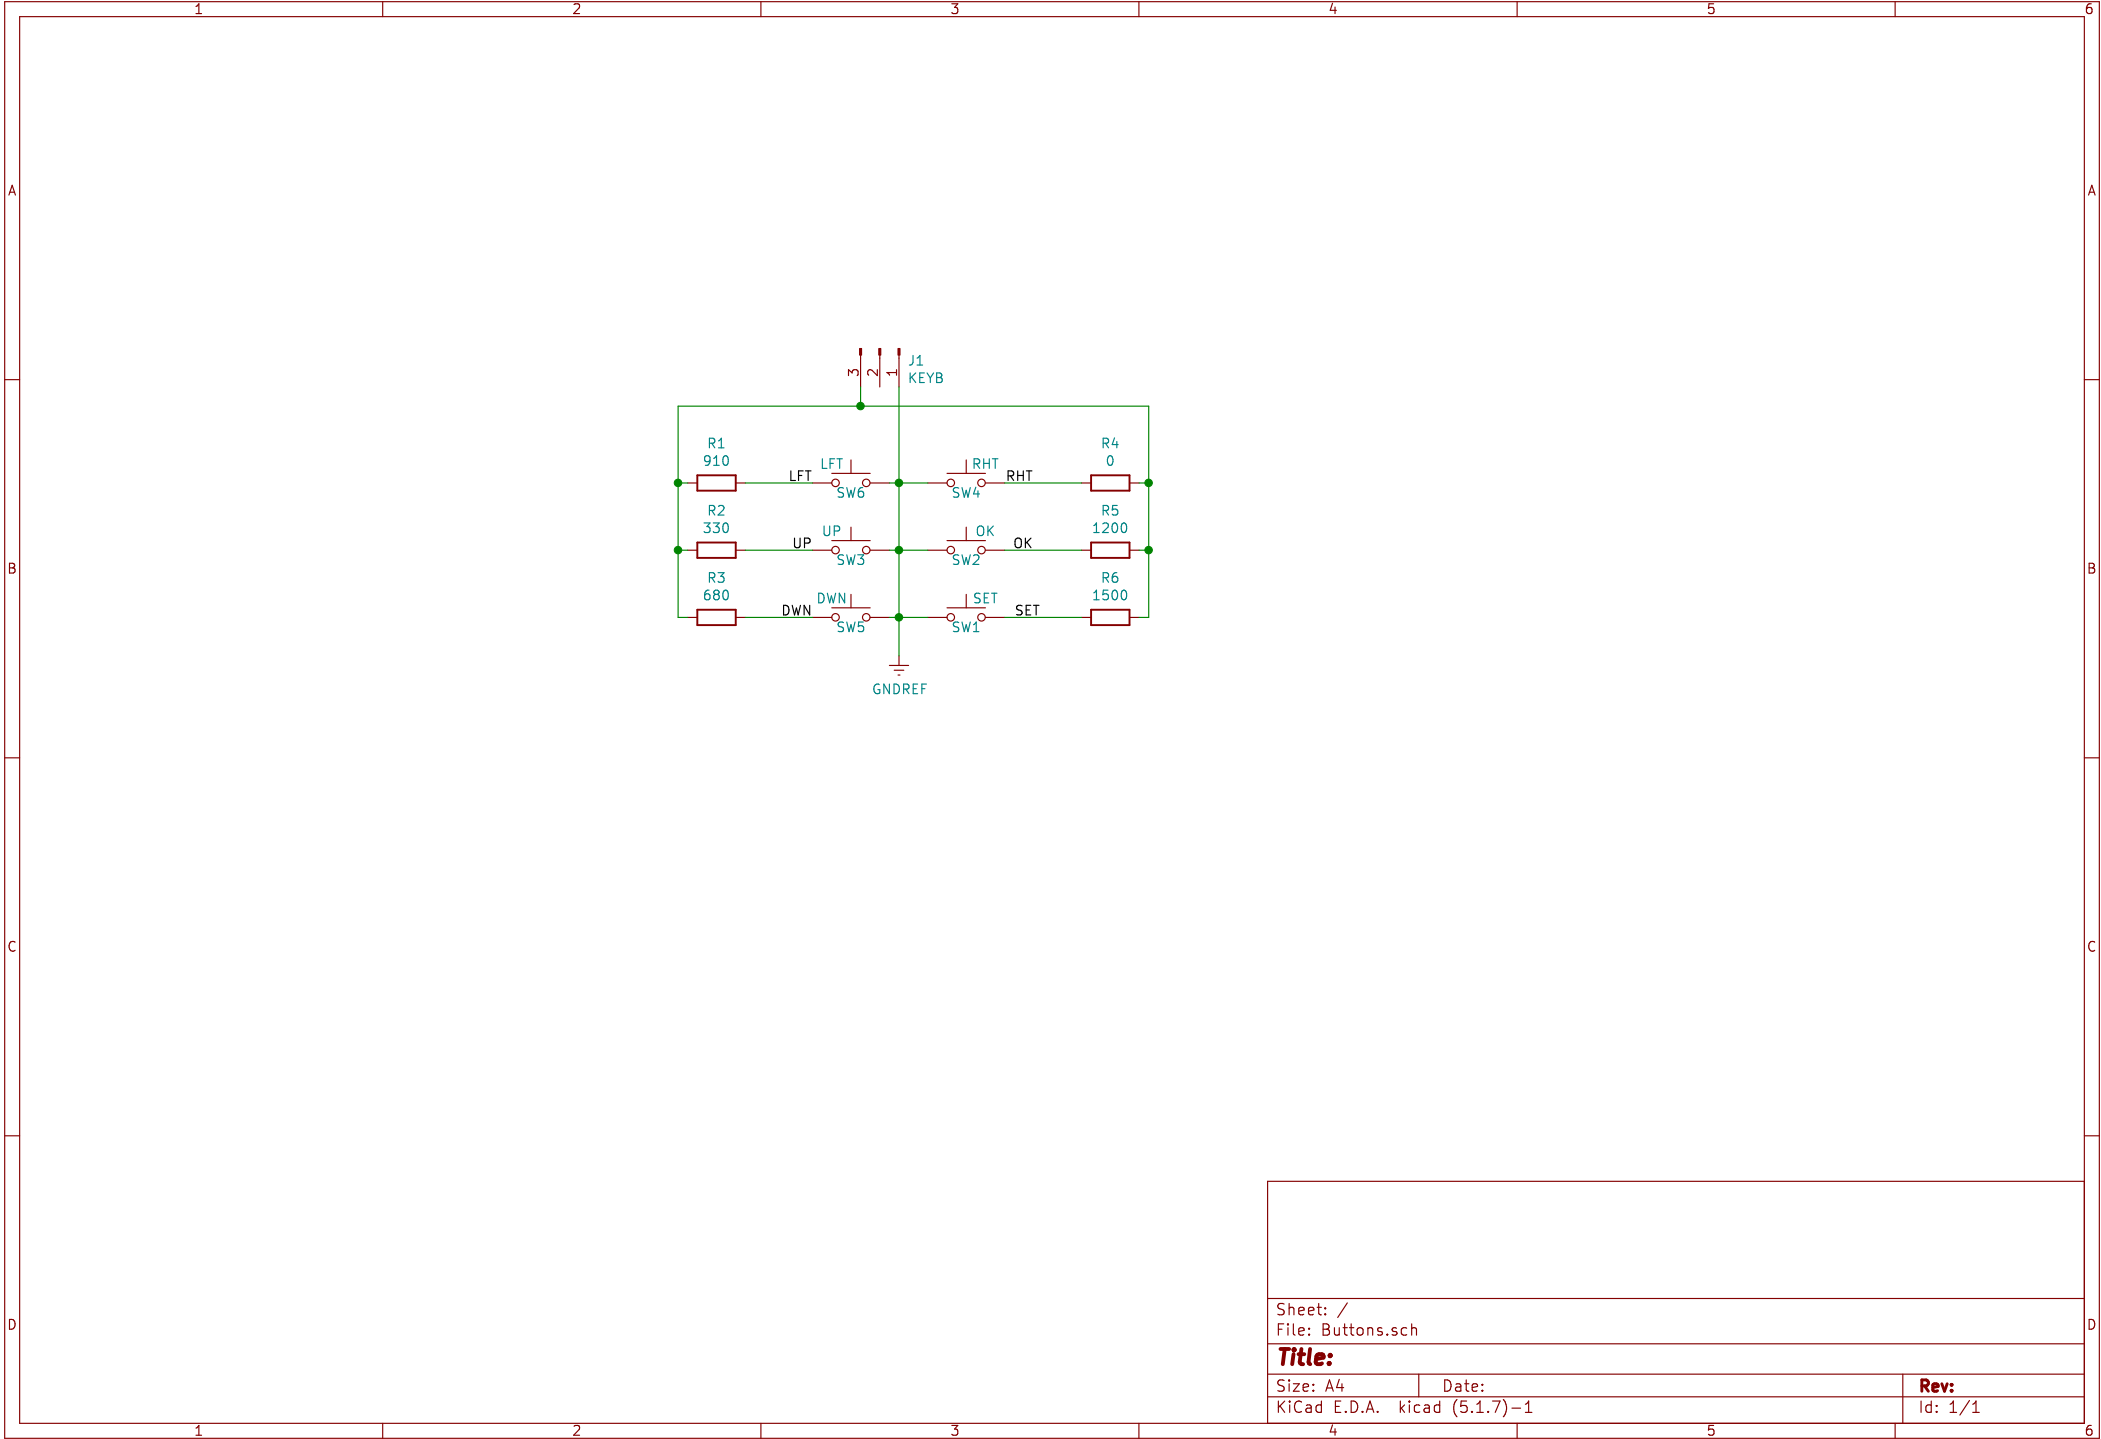 1 2 3 4 5 6
A A
3 2 1 J1
KEYB
R1 R4
910 0
LFT RHT
LFT RHT
SW6 SW4
R2 R5
330 1200
UP OK
UP OK
SW3 SW2
B B
R3 R6
680 1500
DWN SET
DWN SET
SW5 SW1
GNDREF
C C
Sheet: /
File: Buttons.sch
D D
Title:
Size: A4 Date: Rev:
KiCad E.D.A. kicad (5.1.7)-1 Id: 1/1
1 2 3 4 5 6